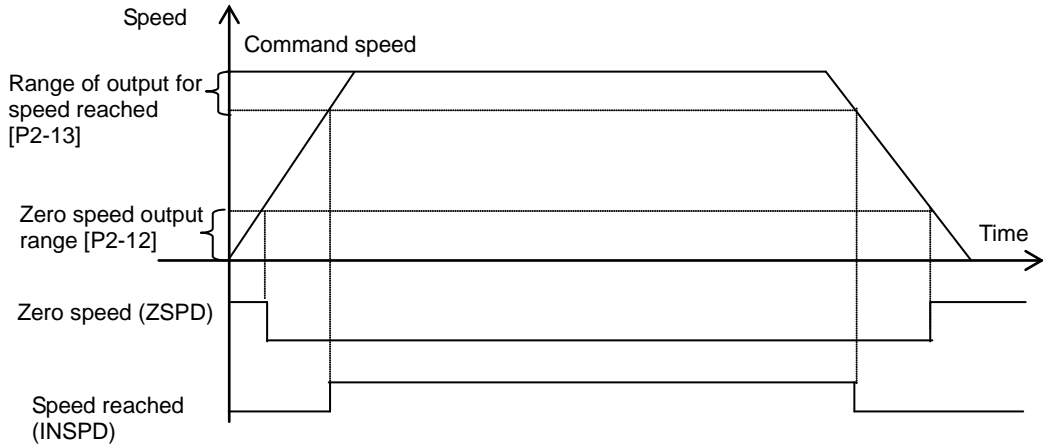 Speed
Command speed
Range of output for
speed reached
[P2-13]
Zero speed output
range [P2-12]
Time
Zero speed (ZSPD)
Speed reached
(INSPD)